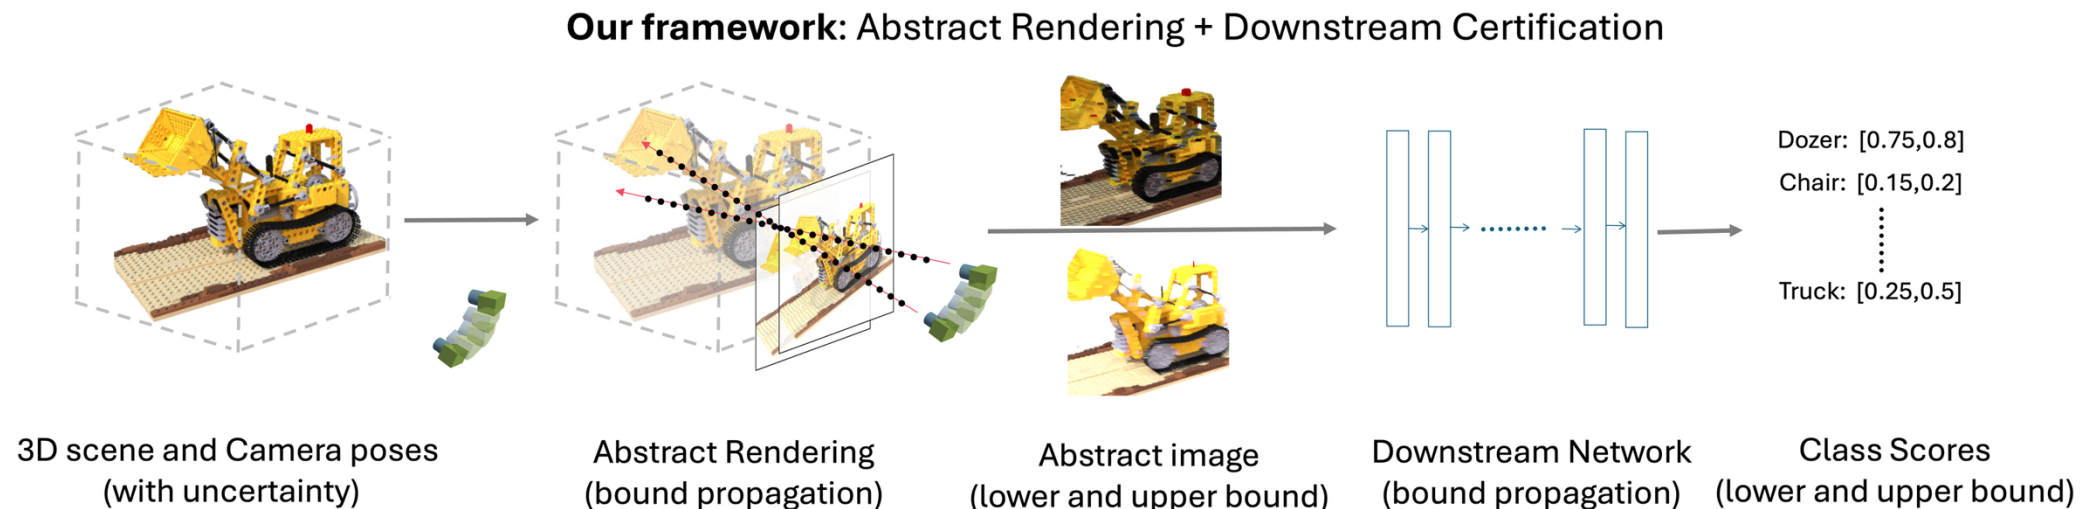 Our framework: Abstract Rendering + Downstream Certification
Dozer: [0.75,0.8]
Chair: [0.15,0.2]
Truck: [0.25,0.5]
3D scene and Camera poses
(with uncertainty)
Abstract Rendering
(bound propagation)
Abstract image
(lower and upper bound)
Downstream Network
(bound propagation)
Class Scores
(lower and upper bound)